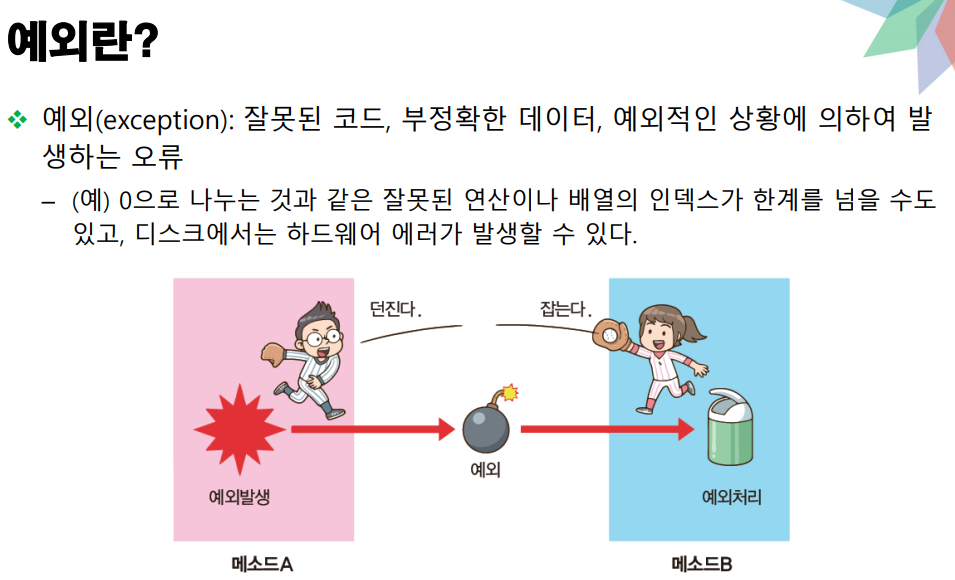 예외란?
❖ 예외(exception): 잘못된 코드, 부정확한 데이터, 예외적인 상황에 의하여 발
생하는 오류
– (예) 0으로 나누는 것과 같은 잘못된 연산이나 배열의 인덱스가 한계를 넘을 수도
있고, 디스크에서는 하드웨어 에러가 발생할 수 있다.
던진다.
잡는다.
예외
예외발생
예외처리
메소드A
메소드B